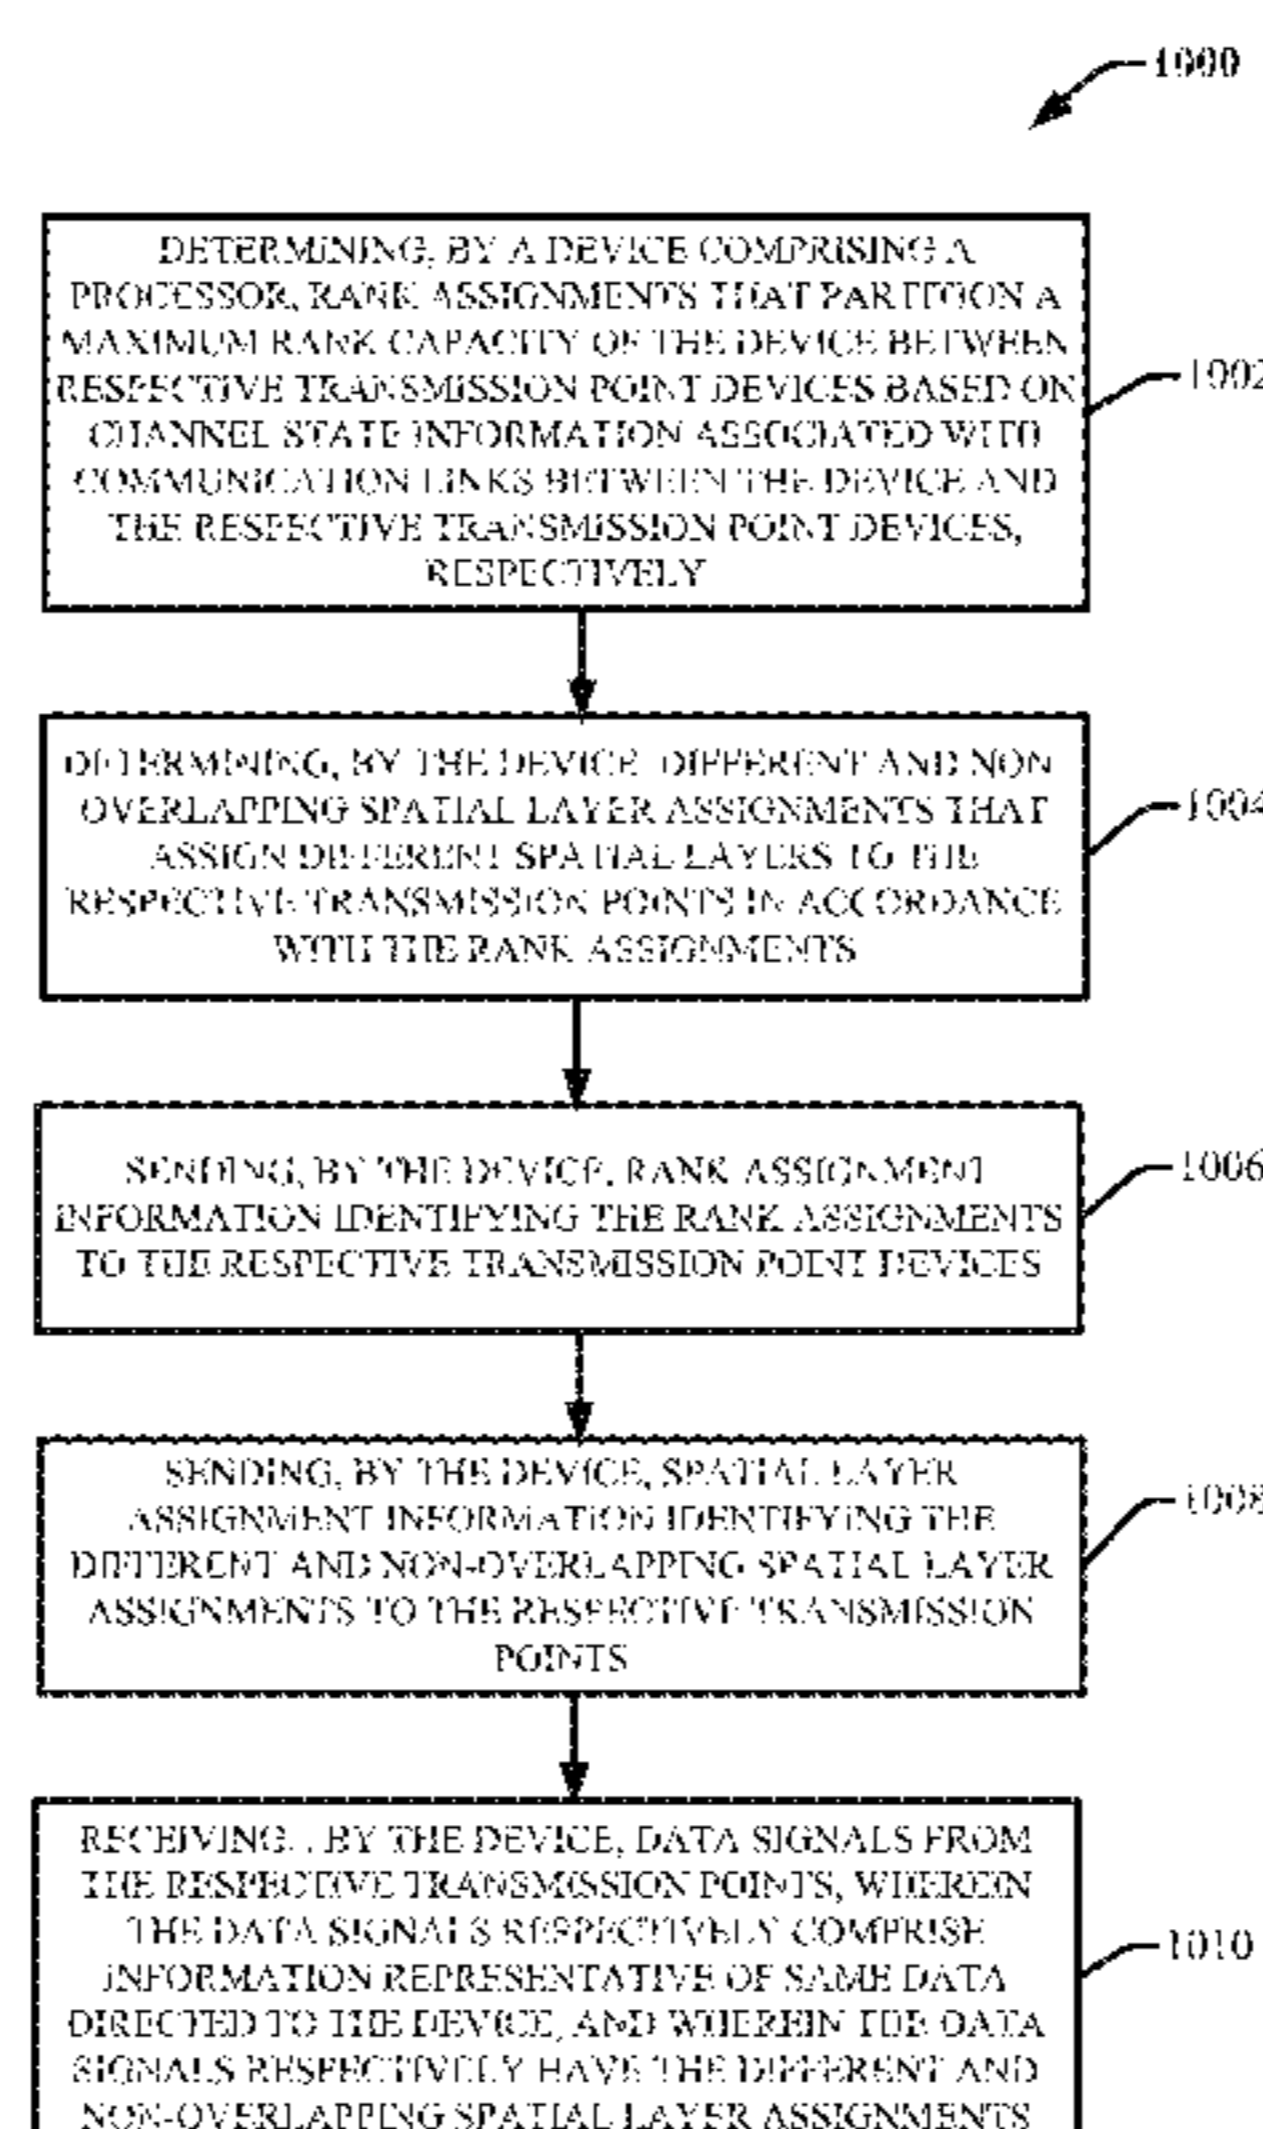 1000
DETERMINING, BY A DEVICE COMPRISING A
PROCESSOR, RANK ASSIGNMENTS THAT PARTITION A
MAXIMUM RANK CAPACITY OF THE DEVICE BETWEEN
RESPECTIVE TRANSMISSION POINT DEVICES BASED ON
CHANNEL STATE INFORMATION ASSOCIATED WITH
COMMUNICATION LINKS BETWEEN THE DEVICE AND
THE RESPECTIVE TRANSMISSION POINT DEVICES,
RESPECTIVELY
1002
DETERMINING, BY THE DEVICE, DIFFERENT AND NON
OVERLAPPING SPATIAL LAYER ASSIGNMENTS THAT
ASSIGN DIFFERENT SPATIAL LAYERS TO THE
RESPECTIVE TRANSMISSION POINTS IN ACCORDANCE
WITH THE RANK ASSIGNMENTS
1004
SENDING, BY THE DEVICE, RANK ASSIGNMENT
INFORMATION IDENTIFYING THE RANK ASSIGNMENTS
TO THE RESPECTIVE TRANSMISSION POINT DEVICES
1006
SENDING, BY THE DEVICE, SPATIAL LAYER
ASSIGNMENT INFORMATION IDENTIFYING THE
DIFFERENT AND NON-OVERLAPPING SPATIAL LAYER
ASSIGNMENTS TO THE RESPECTIVE TRANSMISSION
POINTS
1008
RECEIVING, , BY THE DEVICE, DATA SIGNALS FROM
THE RESPECTIVE TRANSMISSION POINTS, WHEREIN
THE DATA SIGNALS RESPECTIVELY COMPRISE
INFORMATION REPRESENTATIVE OF SAME DATA
DIRECTED TO THE DEVICE, AND WHEREIN THE DATA
SIGNALS RESPECTIVELY HAVE THE DIFFERENT AND
NON-OVERLAPPING SPATIAL LAYER ASSIGNMENTS
1010